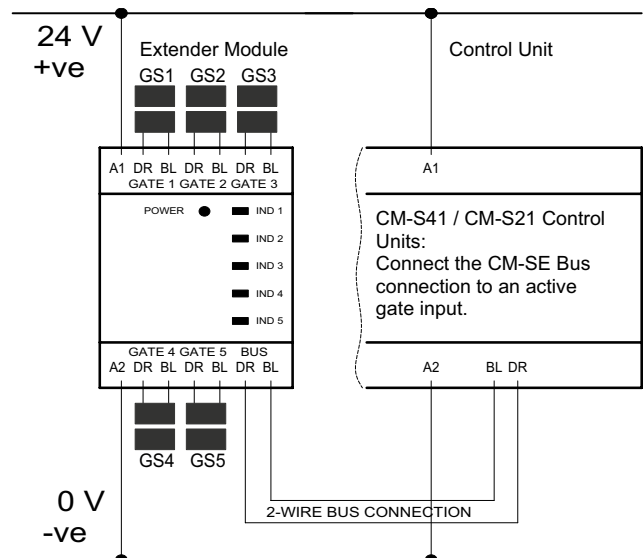 24 V
+ve
Extender Module
Control Unit
GS1 GS2 GS3
A1 DR BL DR BL DR BL
GATE 1 GATE 2 GATE 3
A1
POWER
IND 1
IND 2
IND 3
IND 4
IND 5
CM-S41 / CM-S21 Control
Units:
Connect the CM-SE Bus
connection to an active
gate input.
GATE 4 GATE 5 BUS
A2 DR BL DR BL DR BL
A2 BL DR
GS4 GS5
0 V
-ve
2-WIRE BUS CONNECTION